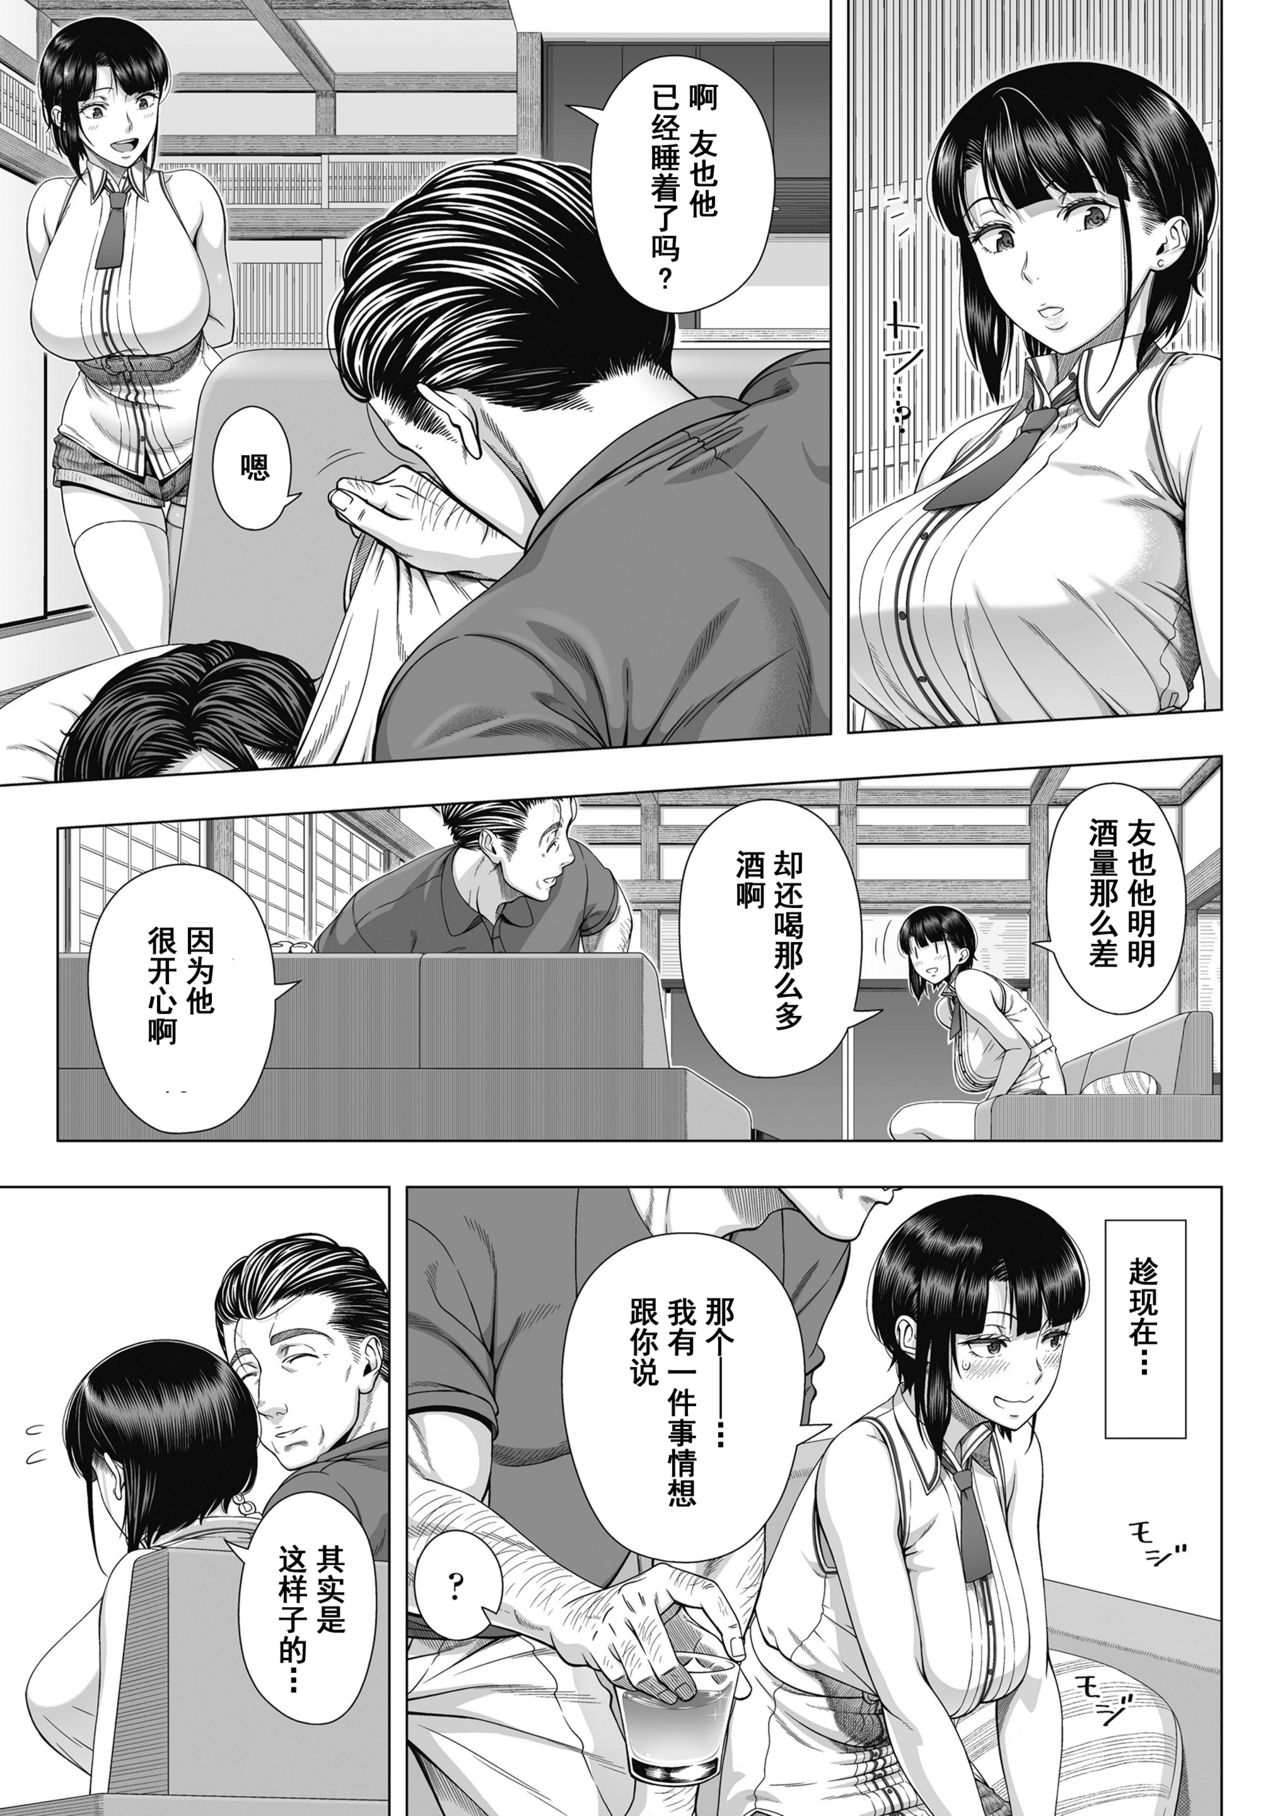 トフ…?
啊 友也他
已经睡着了吗?
嗯
友也他明明
酒量那么差
却还喝那么多
酒啊
因为他
很开心啊
趁现在…
那个——…
我有一件事情想
跟你说
?
モジ
モジ
其实是
这样子的…